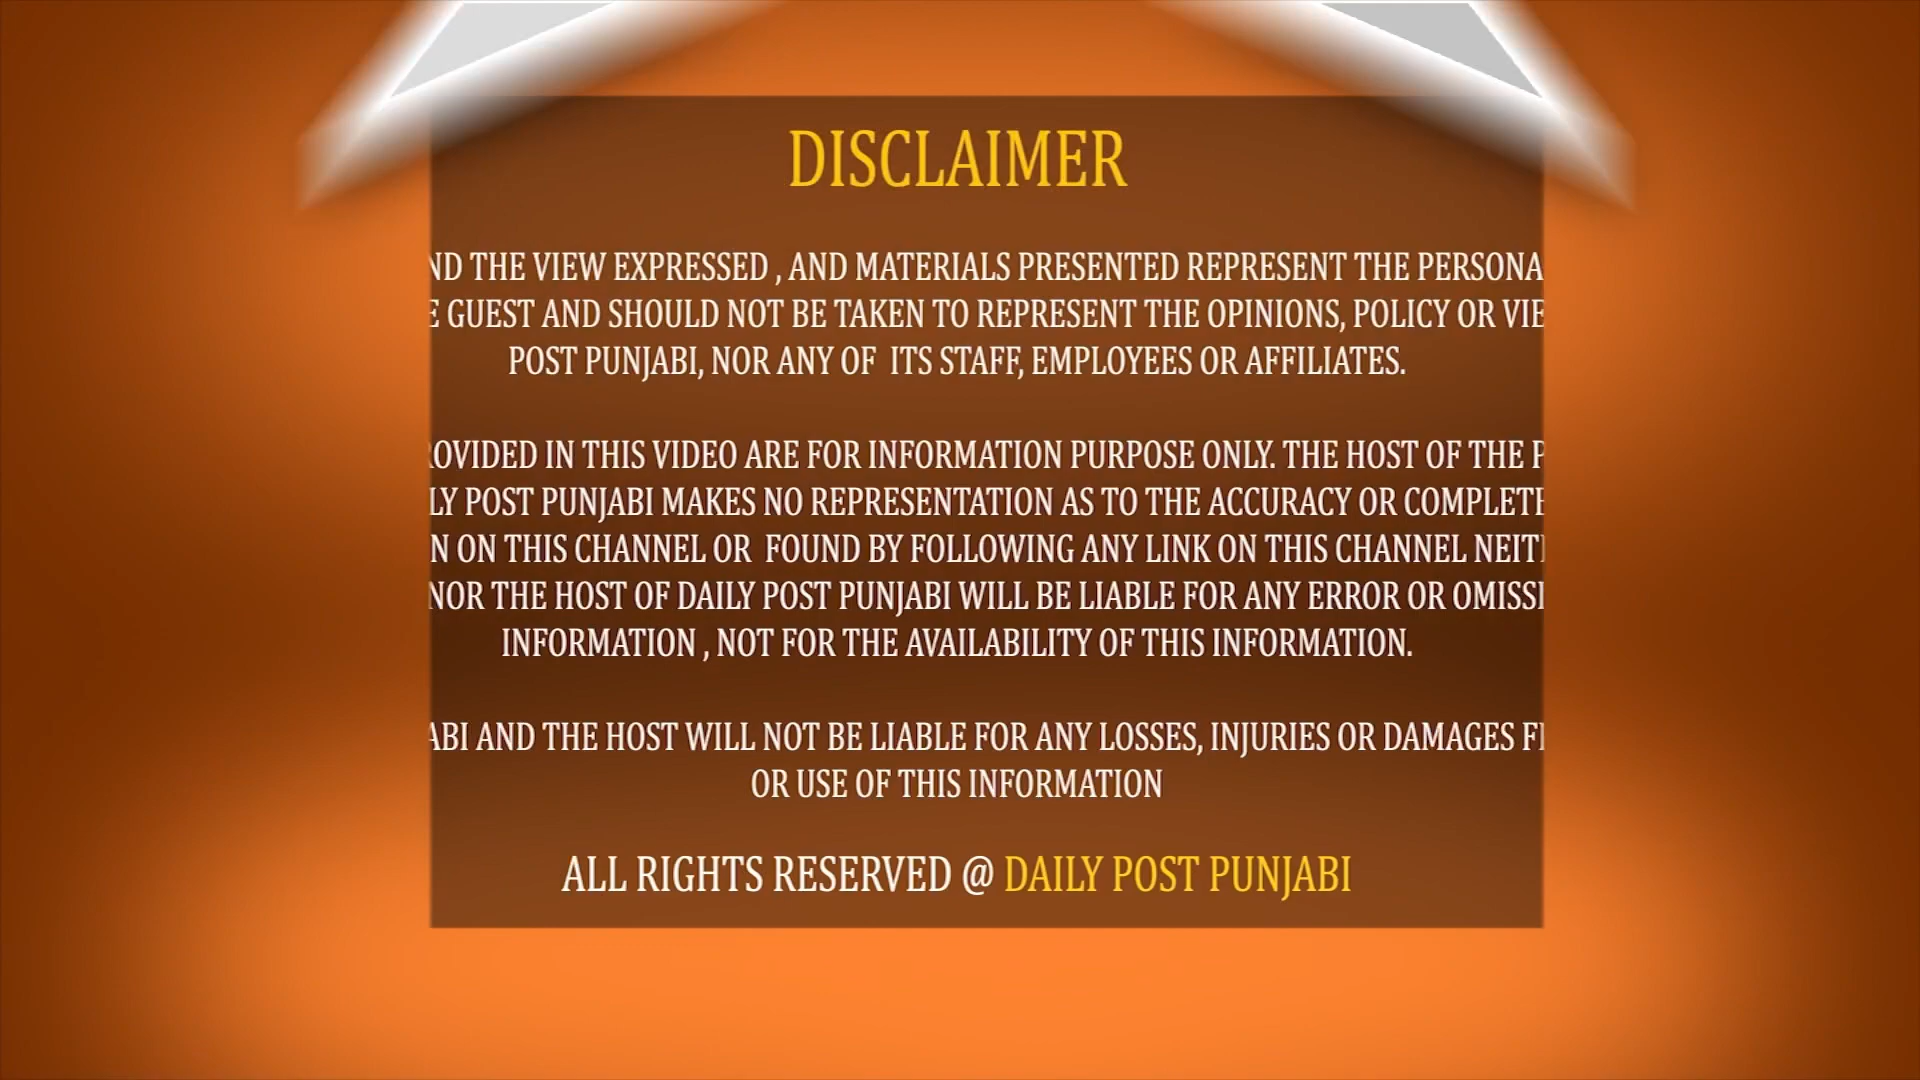 DISCLAIMER
ND THE VIEW EXPRESSED , AND MATERIALS PRESENTED REPRESENT THE PERSONA
E GUEST AND SHOULD NOT BE TAKEN TO REPRESENT THE OPINIONS, POLICY OR VIE
POST PUNJABI, NOR ANY OF ITS STAFF, EMPLOYEES OR AFFILIATES.
ROVIDED IN THIS VIDEO ARE FOR INFORMATION PURPOSE ONLY. THE HOST OF THE P
LY POST PUNJABI MAKES NO REPRESENTATION AS TO THE ACCURACY OR COMPLETE
N ON THIS CHANNEL OR FOUND BY FOLLOWING ANY LINK ON THIS CHANNEL NEIT
NOR THE HOST OF DAILY POST PUNJABI WILL BE LIABLE FOR ANY ERROR OR OMISSI
INFORMATION , NOT FOR THE AVAILABILITY OF THIS INFORMATION.
ABI AND THE HOST WILL NOT BE LIABLE FOR ANY LOSSES, INJURIES OR DAMAGES F
OR USE OF THIS INFORMATION
ALL RIGHTS RESERVED @ DAILY POST PUNJABI